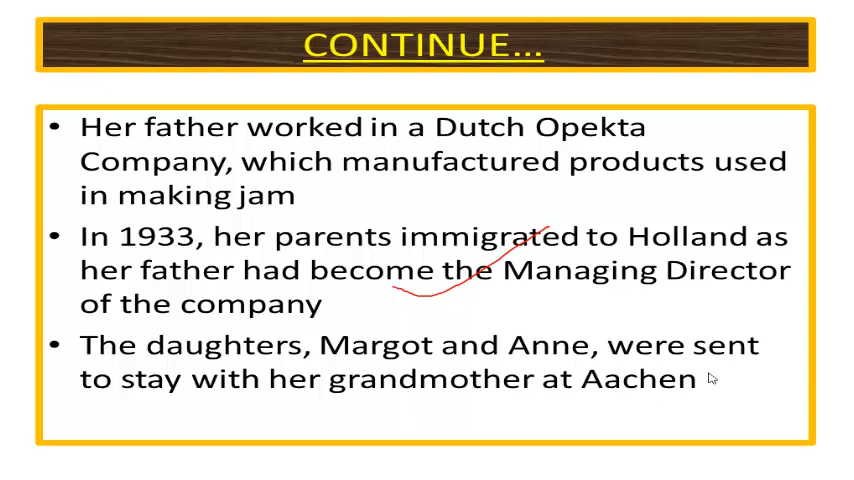 CONTINUE...
• Her father worked in a Dutch Opekta
Company, which manufactured products used
in making jam
• In 1933, her parents immigrated to Holland as
her father had become the Managing Director
of the company
• The daughters, Margot and Anne, were sent
to stay with her grandmother at Aachen